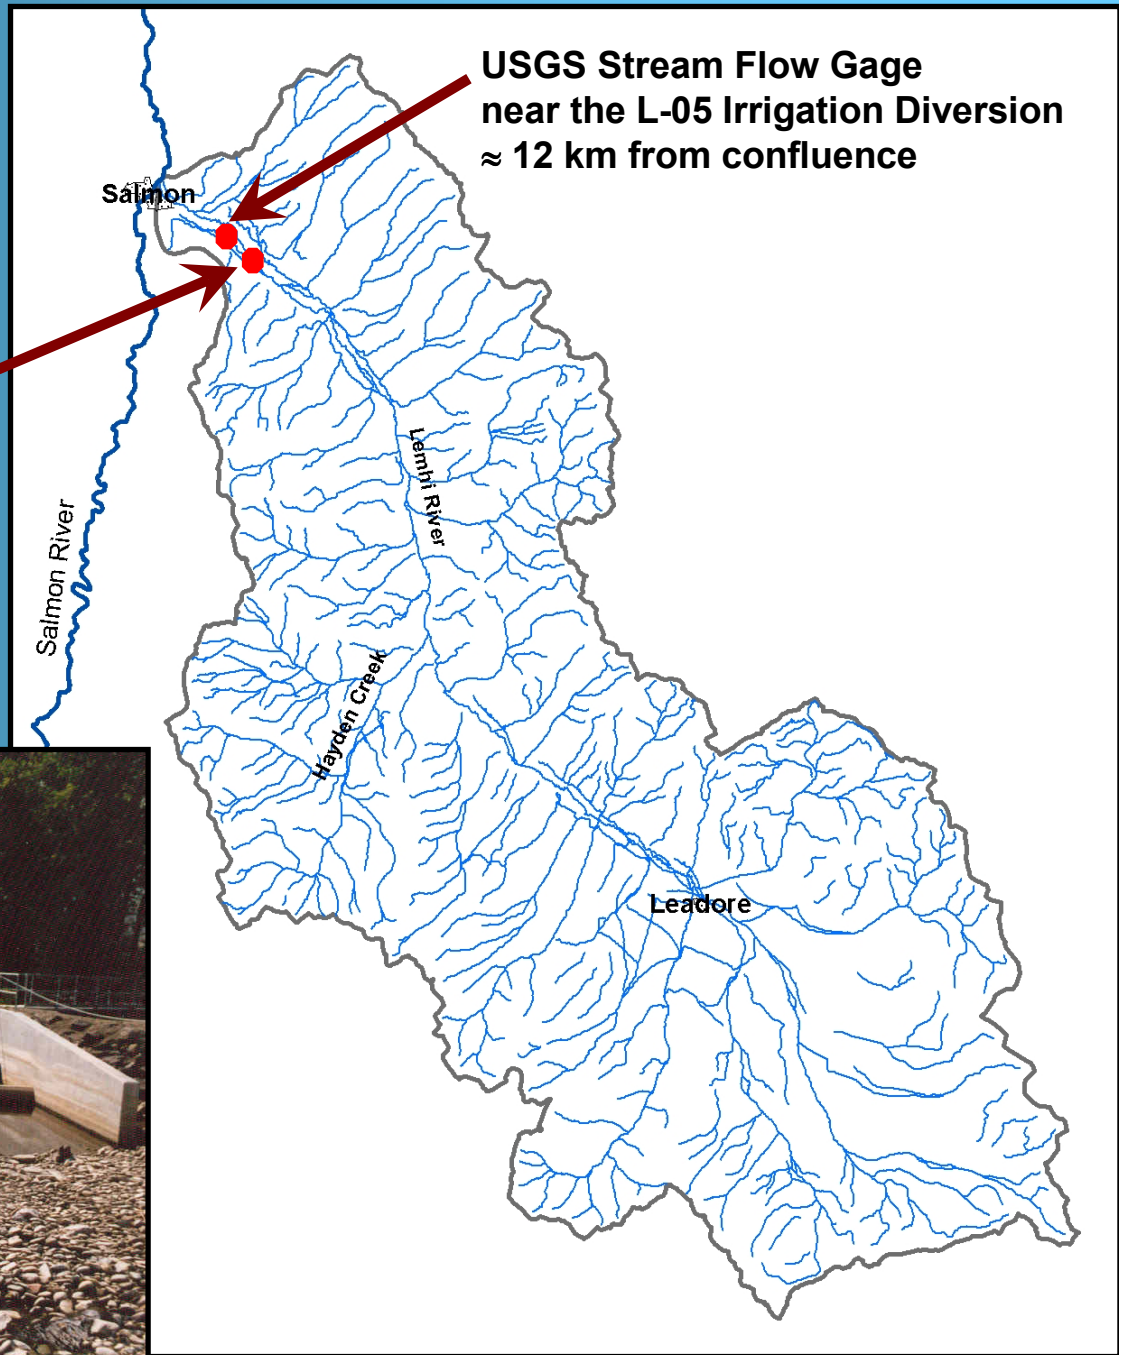 USGS Stream Flow Gage
near the L-05 Irrigation Diversion
≈ 12 km from confluence
Salmon
Lemhi River
Salmon River
Hayden Creek
Leadore